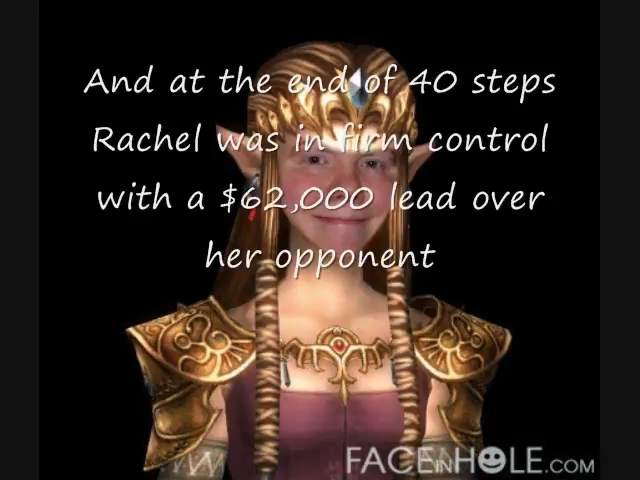 And at the end of 40 steps
Rachel was in firm control
with a $62,000 lead over
her opponent
FACEINHOLE.COM